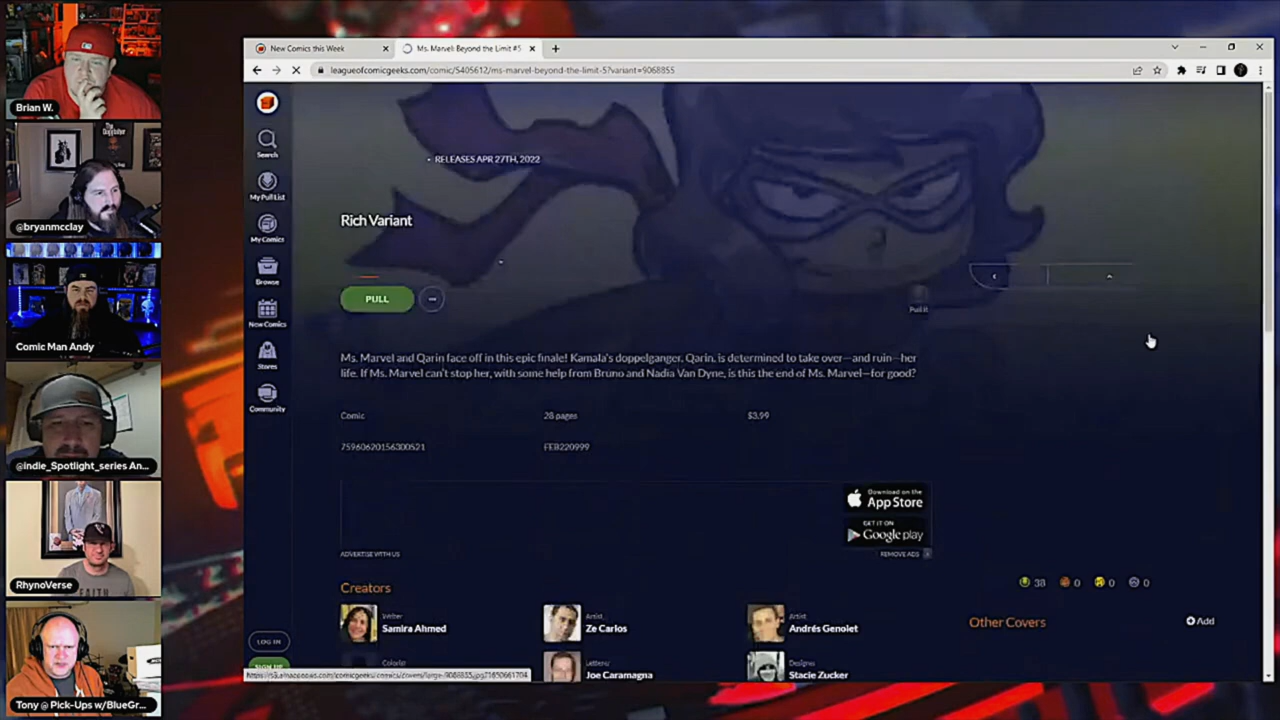 Brian W.
@bryanmcclay
Comic Man Andy
@indie_Spotlight_series An...
RhynoVerse
Tony @ Pick-Ups w/BlueGr...
New Comics this Week
Ms. Marvel: Beyond the Limit #5
leagueofcomicgeeks.com/comic/5405612/ms-marvel-beyond-the-limit-5?variant=9068855
Search
My Pull List
My Comics
Browse
New Comics
Stores
Community
LOG IN
SIGN UP
• RELEASES APR 27TH, 2022
Rich Variant
PULL
Pull It
Ms. Marvel and Qarin face off in this epic finale! Kamala's doppelganger, Qarin, is determined to take over—and ruin—her
life. If Ms. Marvel can't stop her, with some help from Bruno and Nadia Van Dyne, is this the end of Ms. Marvel—for good?
Comic
28 pages
$3.99
75960620156300521
FEB220999
Download on the
App Store
GET IT ON
Google play
ADVERTISE WITH US
REMOVE ADS
Creators
38 0 0 0
Writer
Samira Ahmed
Artist
Ze Carlos
Artist
Andrés Genolet
Other Covers
Add
Colorist
Letterer
Joe Caramagna
Designer
Stacie Zucker